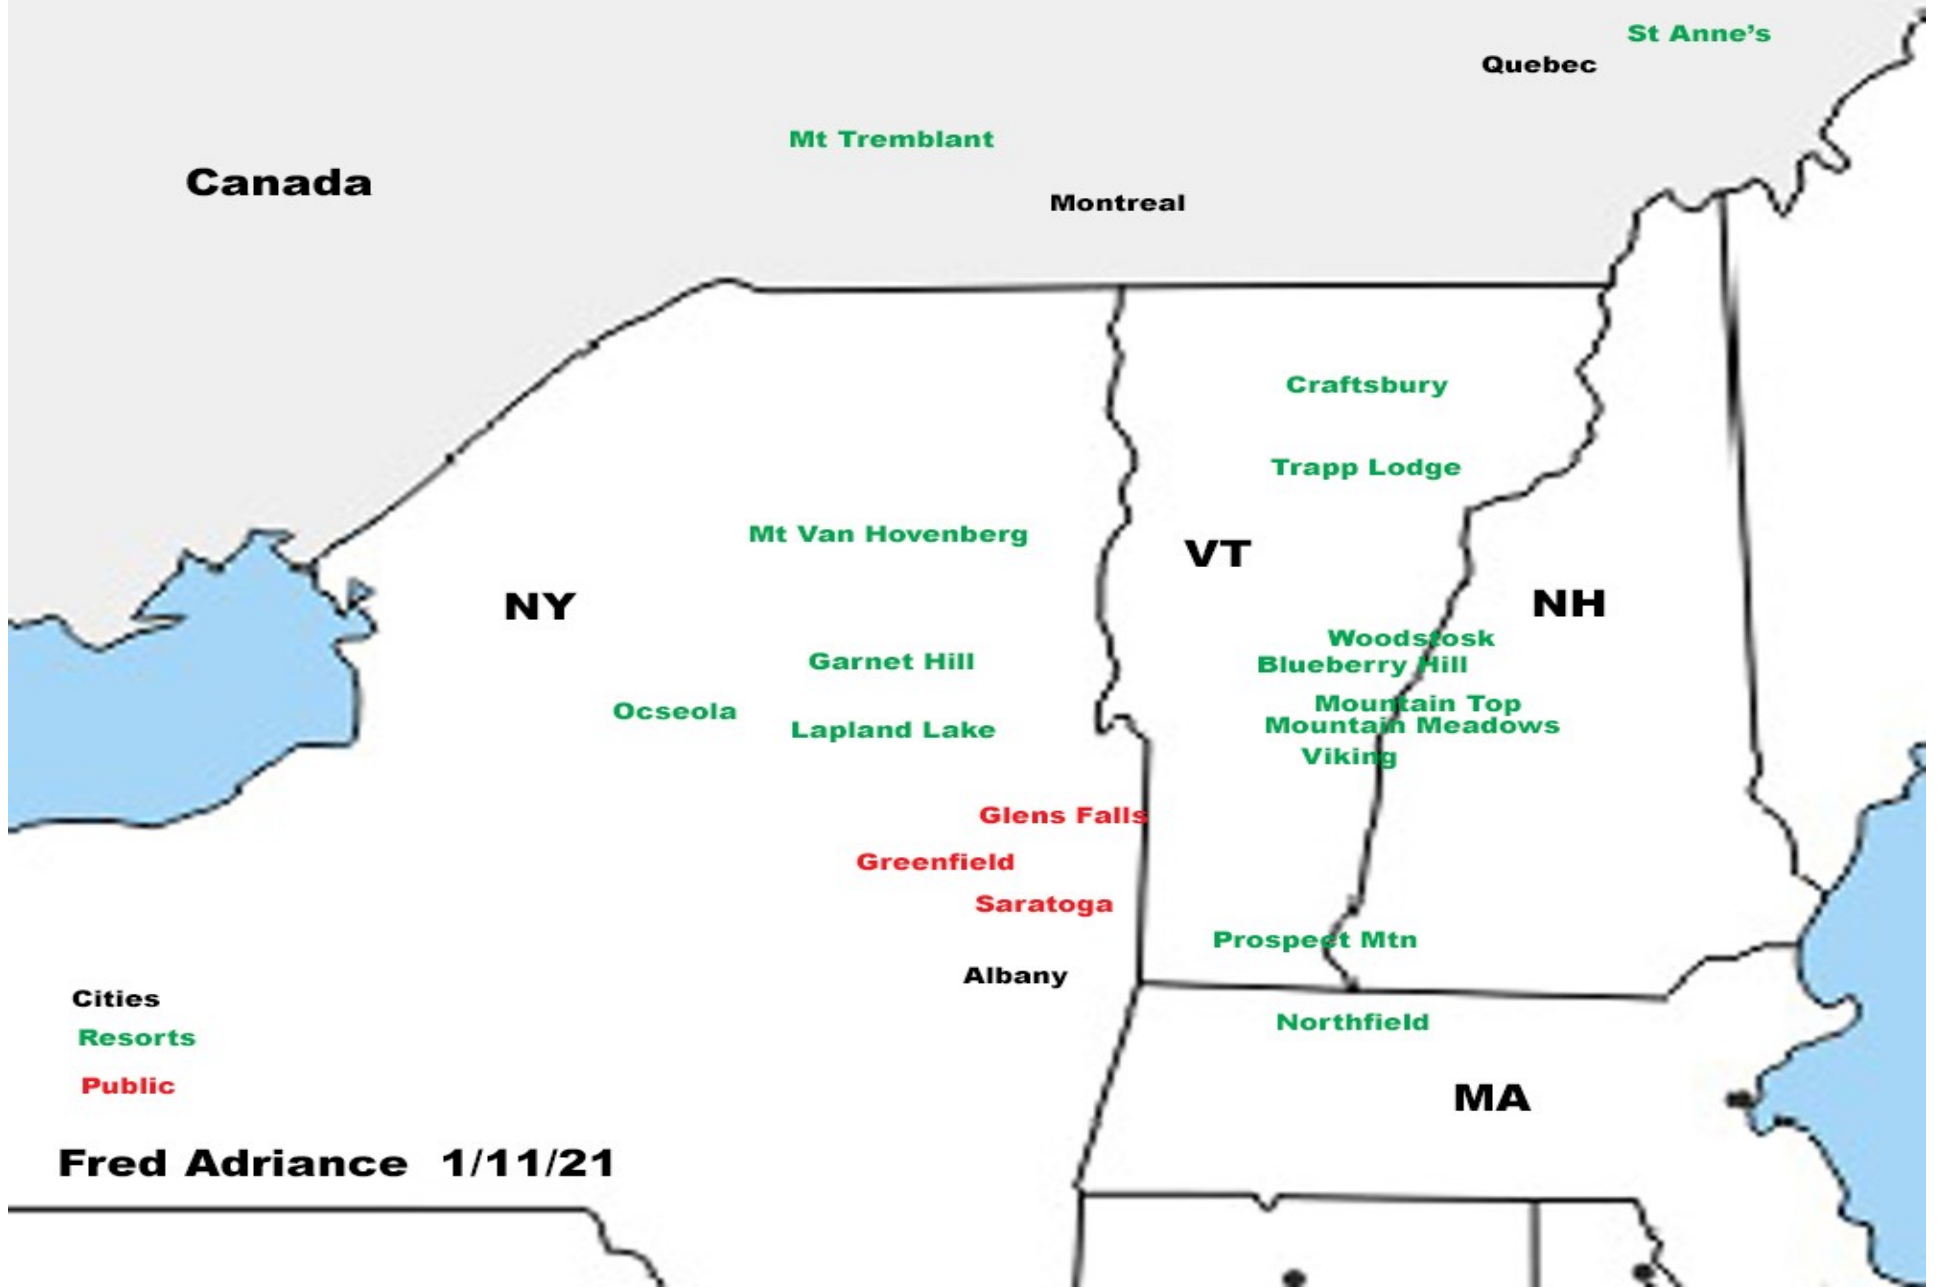 St Anne's
Quebec
Mt Tremblant
Canada
Montreal
Craftsbury
Trapp Lodge
Mt Van Hovenberg
VT
NY
NH
Woodstosk
Garnet Hill
Blueberry Hill
Ocseola
Mountain Top
Lapland Lake
Mountain Meadows
Viking
Glens Falls
Greenfield
Saratoga
Prospect Mtn
Albany
Cities
Northfield
Resorts
Public
MA
Fred Adriance 1/11/21